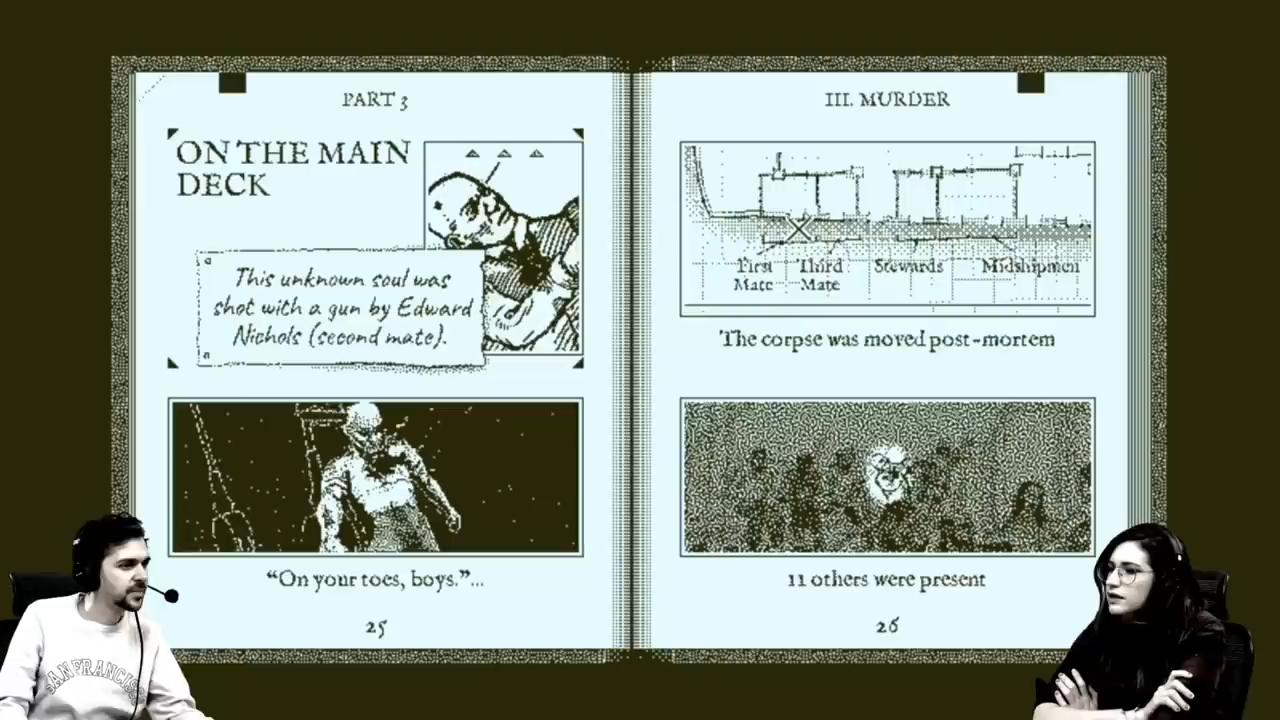 PART 3
ON THE MAIN
DECK
This unknown soul was
shot with a gun by Edward
Nichols (second mate).
"On your toes, boys."...
25
III. MURDER
First Third Stewards Midshipmen
Mate Mate
The corpse was moved post-mortem
11 others were present
26
SAN FRANCISCO